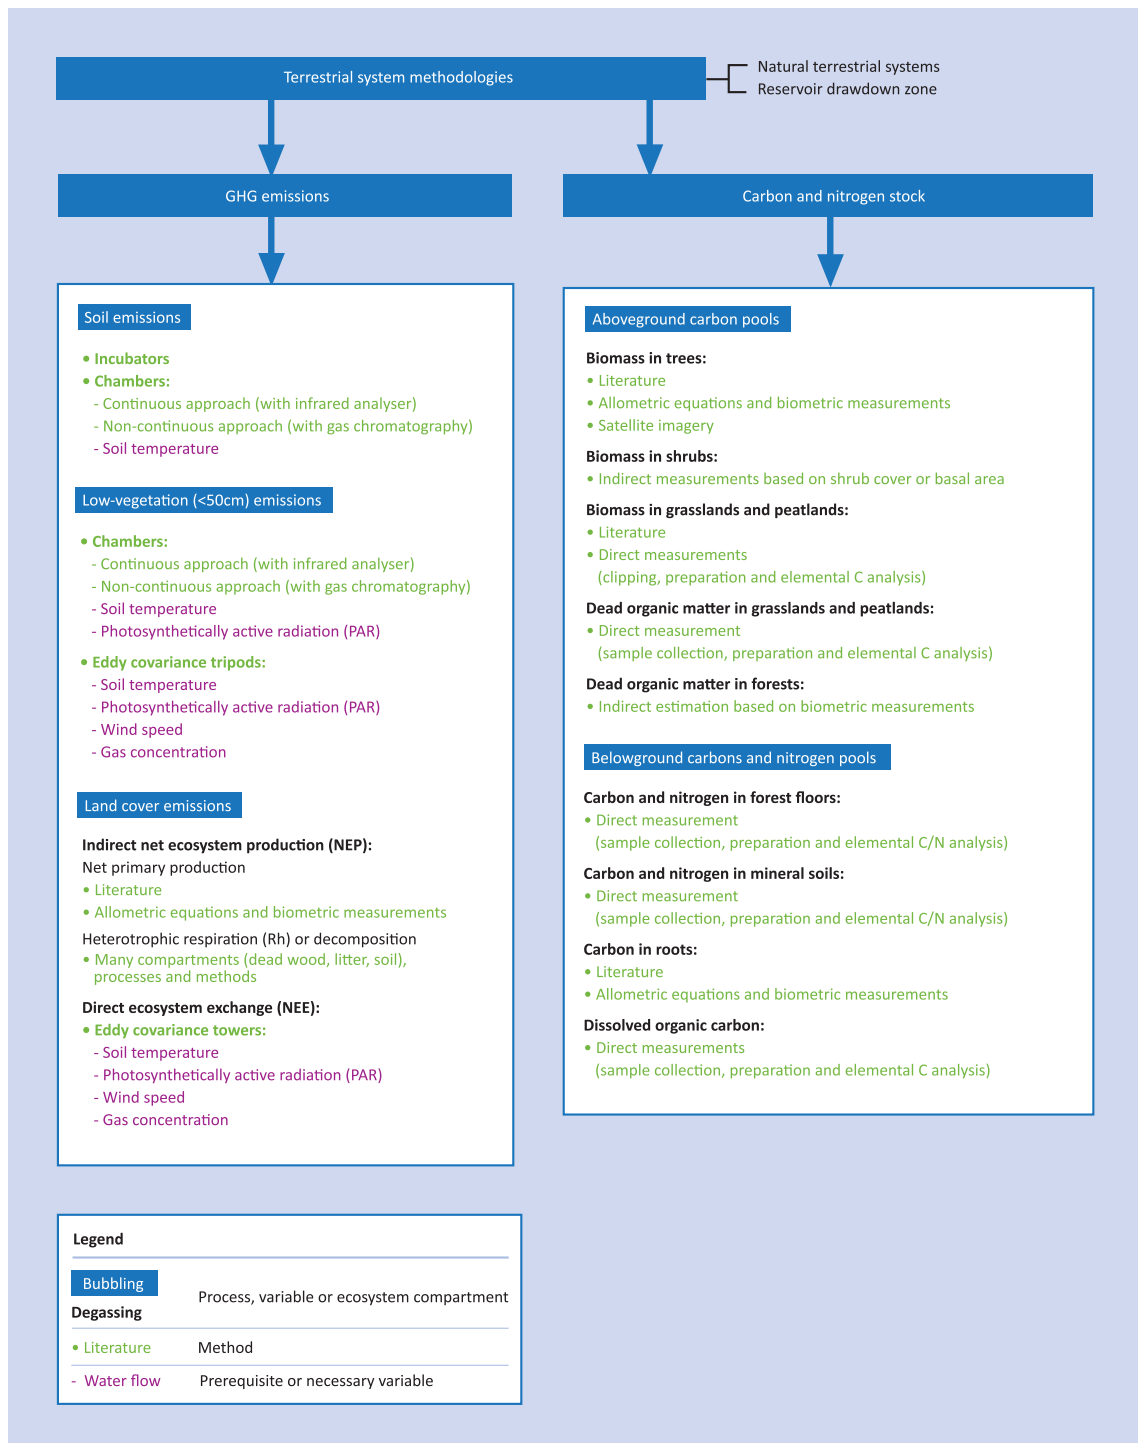 Terrestrial system methodologies
Natural terrestrial systems
Reservoir drawdown zone
GHG emissions
Soil emissions
• Incubators
• Chambers:
- Continuous approach (with infrared analyser)
- Non-continuous approach (with gas chromatography)
- Soil temperature
Low-vegetation (<50cm) emissions
• Chambers:
- Continuous approach (with infrared analyser)
- Non-continuous approach (with gas chromatography)
- Soil temperature
- Photosynthetically active radiation (PAR)
• Eddy covariance tripods:
- Soil temperature
- Photosynthetically active radiation (PAR)
- Wind speed
- Gas concentration
Land cover emissions
Indirect net ecosystem production (NEP):
Net primary production
• Literature
• Allometric equations and biometric measurements
Heterotrophic respiration (Rh) or decomposition
• Many compartments (dead wood, litter, soil),
processes and methods
Direct ecosystem exchange (NEE):
• Eddy covariance towers:
- Soil temperature
- Photosynthetically active radiation (PAR)
- Wind speed
- Gas concentration
Carbon and nitrogen stock
Aboveground carbon pools
Biomass in trees:
• Literature
• Allometric equations and biometric measurements
• Satellite imagery
Biomass in shrubs:
• Indirect measurements based on shrub cover or basal area
Biomass in grasslands and peatlands:
• Literature
• Direct measurements
(clipping, preparation and elemental C analysis)
Dead organic matter in grasslands and peatlands:
• Direct measurement
(sample collection, preparation and elemental C analysis)
Dead organic matter in forests:
• Indirect estimation based on biometric measurements
Belowground carbons and nitrogen pools
Carbon and nitrogen in forest floors:
• Direct measurement
(sample collection, preparation and elemental C/N analysis)
Carbon and nitrogen in mineral soils:
• Direct measurement
(sample collection, preparation and elemental C/N analysis)
Carbon in roots:
• Literature
• Allometric equations and biometric measurements
Dissolved organic carbon:
• Direct measurements
(sample collection, preparation and elemental C analysis)
Legend
Bubbling
Process, variable or ecosystem compartment
Degassing
• Literature Method
- Water flow Prerequisite or necessary variable